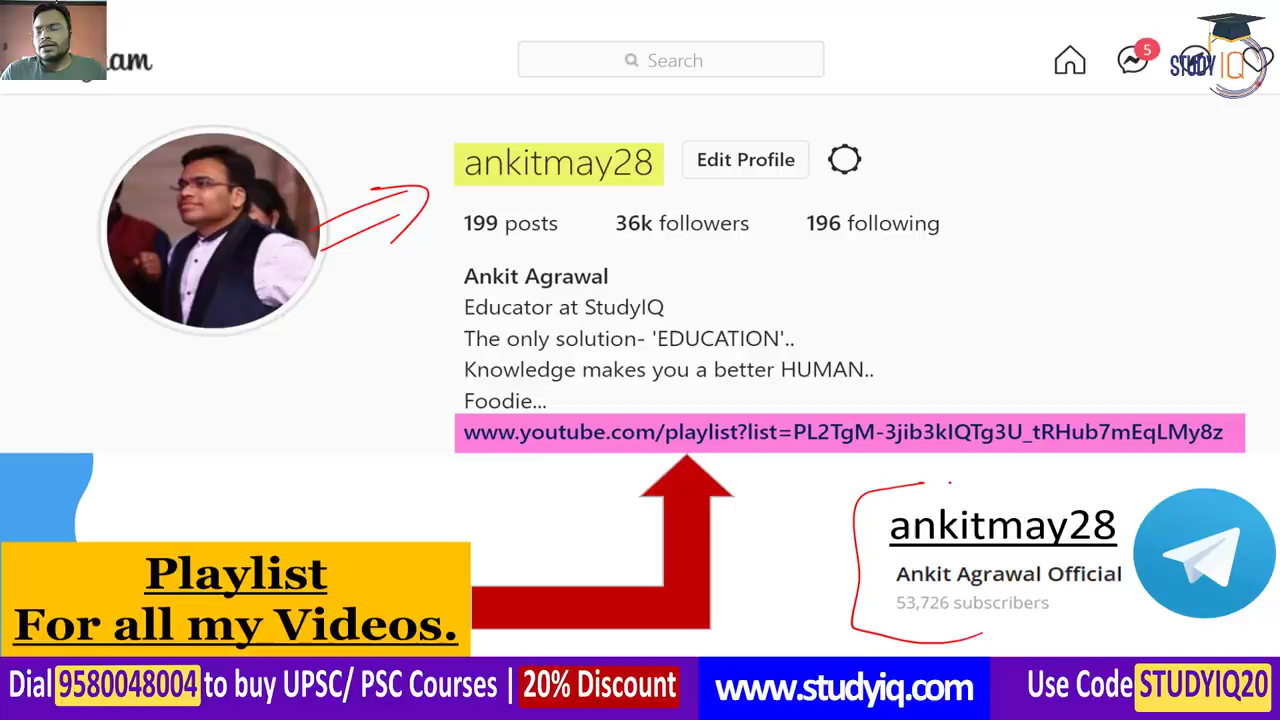 am
Search
5
STUDY IQ
ankitmay28
Edit Profile
199 posts 36k followers 196 following
Ankit Agrawal
Educator at StudyIQ
The only solution- 'EDUCATION'..
Knowledge makes you a better HUMAN..
Foodie...
www.youtube.com/playlist?list=PL2TgM-3jib3kIQTg3U_tRHub7mEqLMy8z
ankitmay28
Ankit Agrawal Official
53,726 subscribers
Playlist
For all my Videos.
Dial 9580048004 to buy UPSC/ PSC Courses | 20% Discount www.studyiq.com Use Code STUDYIQ20